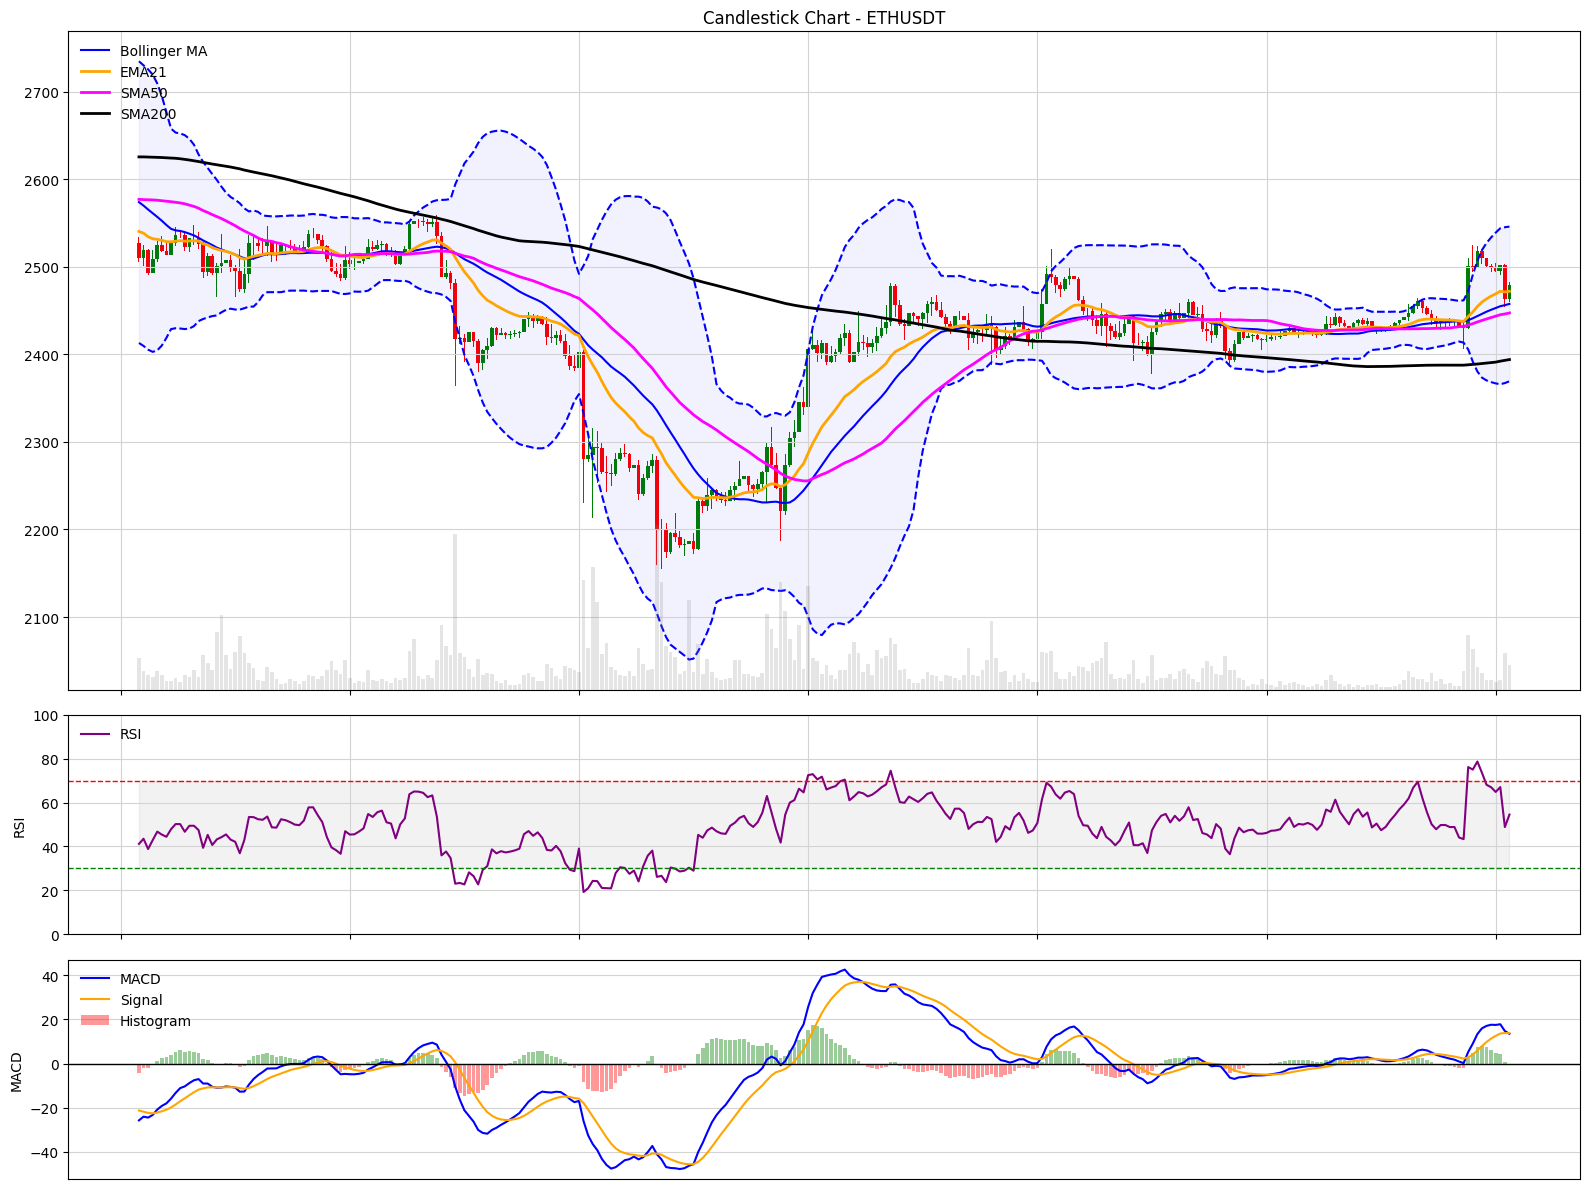 Candlestick Chart - ETHUSDT
Bollinger MA
EMA21
SMA50
SMA200
2700
2600
2500
2400
2300
2200
2100
RSI
100
80
60
40
20
0
RSI
MACD
Signal
Histogram
40
20
0
−20
−40
MACD